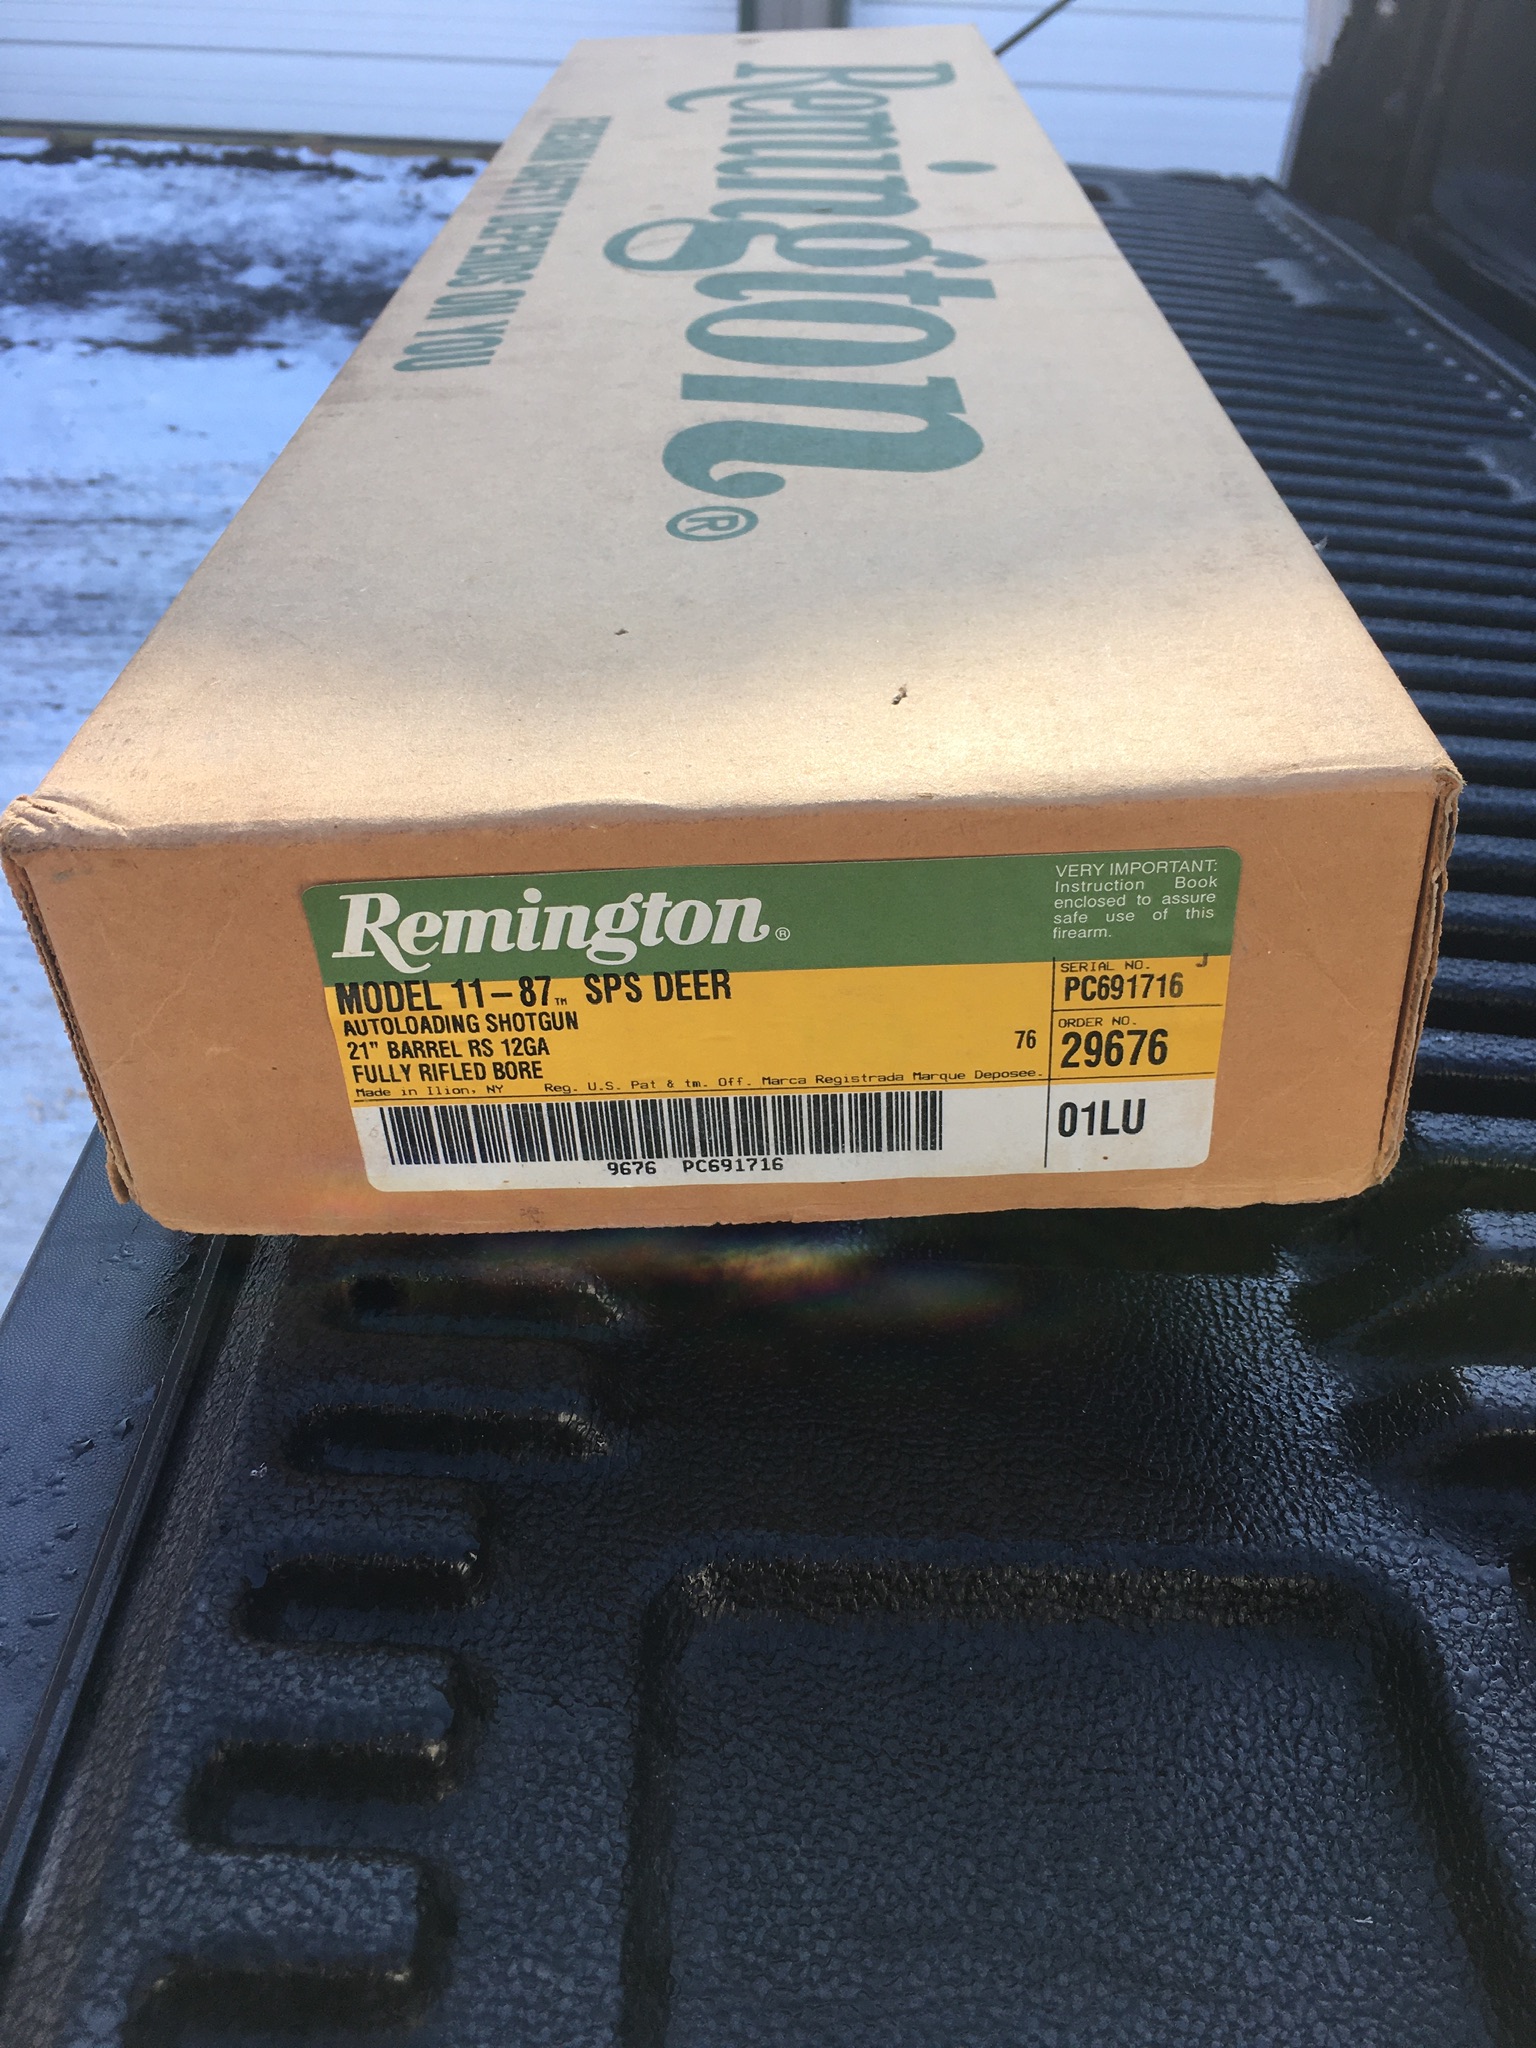 Remington®
FIREARM SAFETY DEPENDS ON YOU
Remington®
VERY IMPORTANT:
Instruction Book
enclosed to assure
safe use of this
firearm.
MODEL 11-87™ SPS DEER
AUTOLOADING SHOTGUN
21" BARREL RS 12GA
FULLY RIFLED BORE
76
Made in Ilion, NY Reg. U.S. Pat & tm. Off. Marca Registrada Marque Deposee.
SERIAL NO. J
PC691716
ORDER NO.
29676
01LU
9676 PC691716